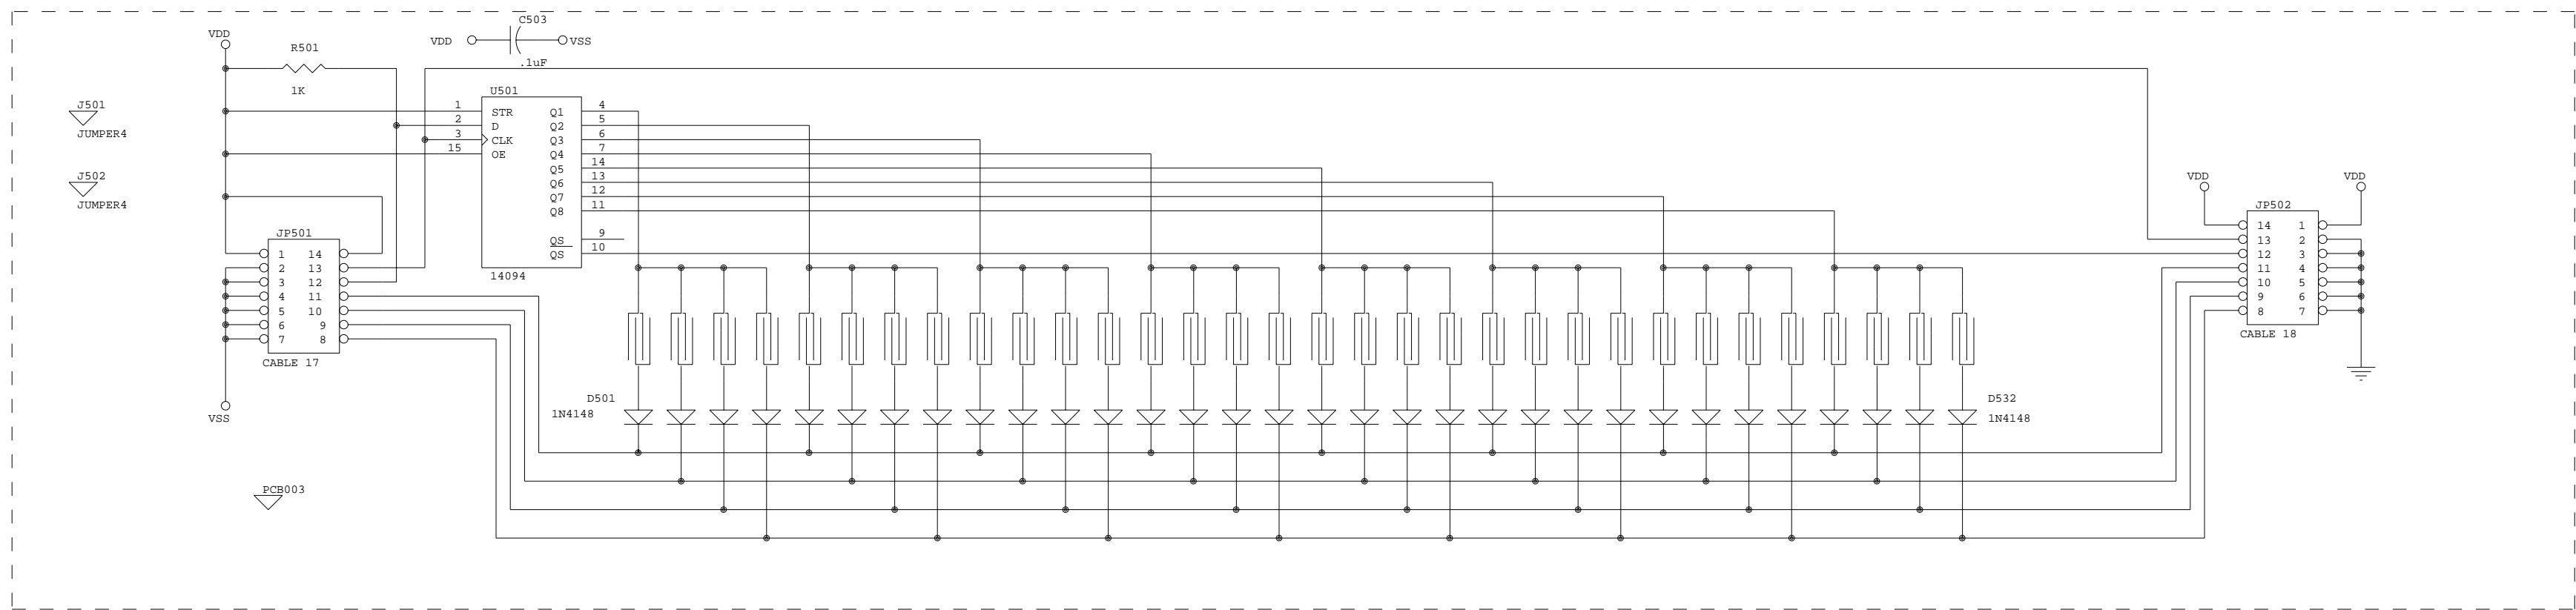 C503
VDD
VDD
VSS
R501
.1uF
1K
U501
J501
JUMPER4
1 STR Q1 4
2 D Q2 5
3 CLK Q3 6
15 OE Q4 7
Q5 14
Q6 13
Q7 12
Q8 11
QS 9
QS 10
14094
J502
JUMPER4
VDD
VDD
JP501
1 14
2 13
3 12
4 11
5 10
6 9
7 8
CABLE 17
VSS
JP502
14 1
13 2
12 3
11 4
10 5
9 6
8 7
CABLE 18
D501
1N4148
D532
1N4148
PCB003